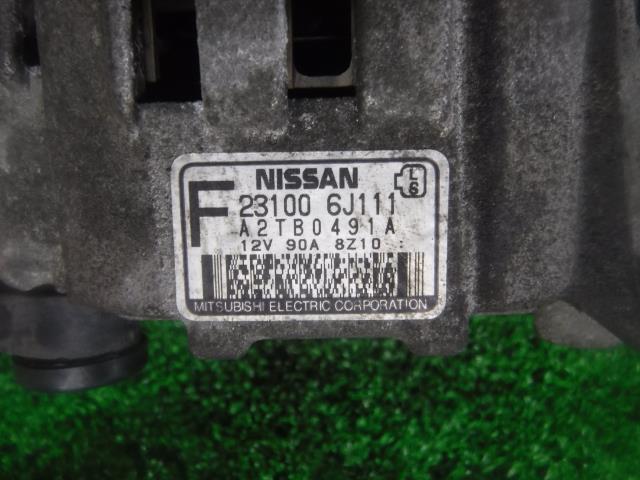 NISSAN
F 23100 6J111
L
S
A2TB0491A
12V 90A 8Z10
MITSUBISHI ELECTRIC CORPORATION